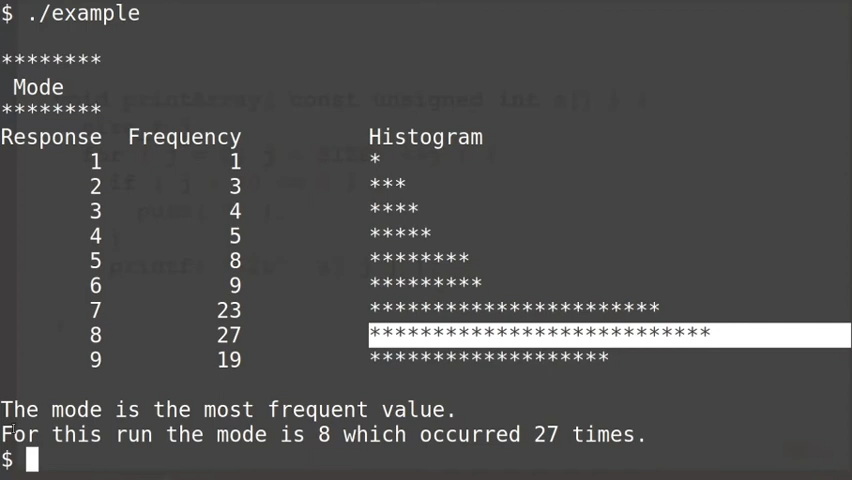 $ ./example
********
Mode
********
Response Frequency Histogram
1 1 *
2 3 ***
3 4 ****
4 5 *****
5 8 ********
6 9 *********
7 23 ***********************
8 27 ***************************
9 19 *******************
The mode is the most frequent value.
For this run the mode is 8 which occurred 27 times.
$